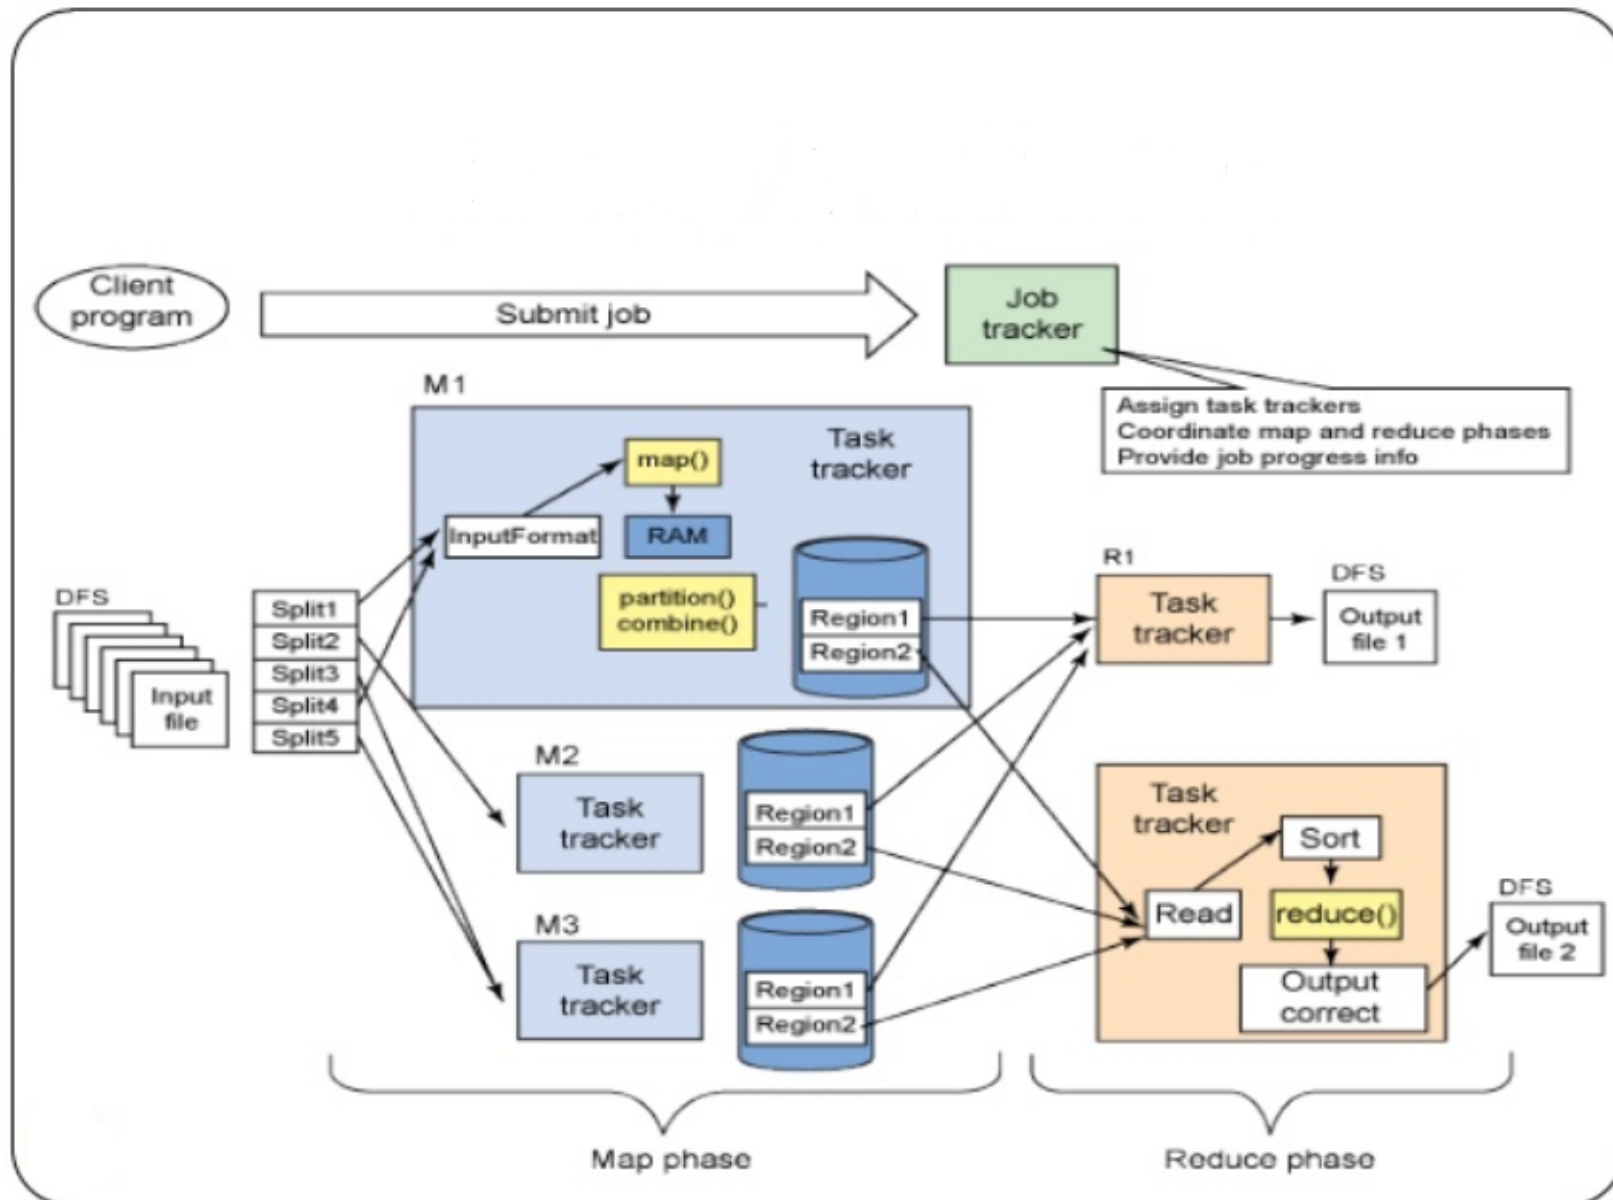 Client
program
Submit job
Job
tracker
Assign task trackers
Coordinate map and reduce phases
Provide job progress info
M1
Task
tracker
map()
InputFormat
RAM
partition()
combine()
Region1
Region2
DFS
Input
file
Split1
Split2
Split3
Split4
Split5
M2
Task
tracker
Region1
Region2
M3
Task
tracker
Region1
Region2
R1
Task
tracker
DFS
Output
file 1
Task
tracker
Sort
Read
reduce()
Output
correct
DFS
Output
file 2
Map phase
Reduce phase